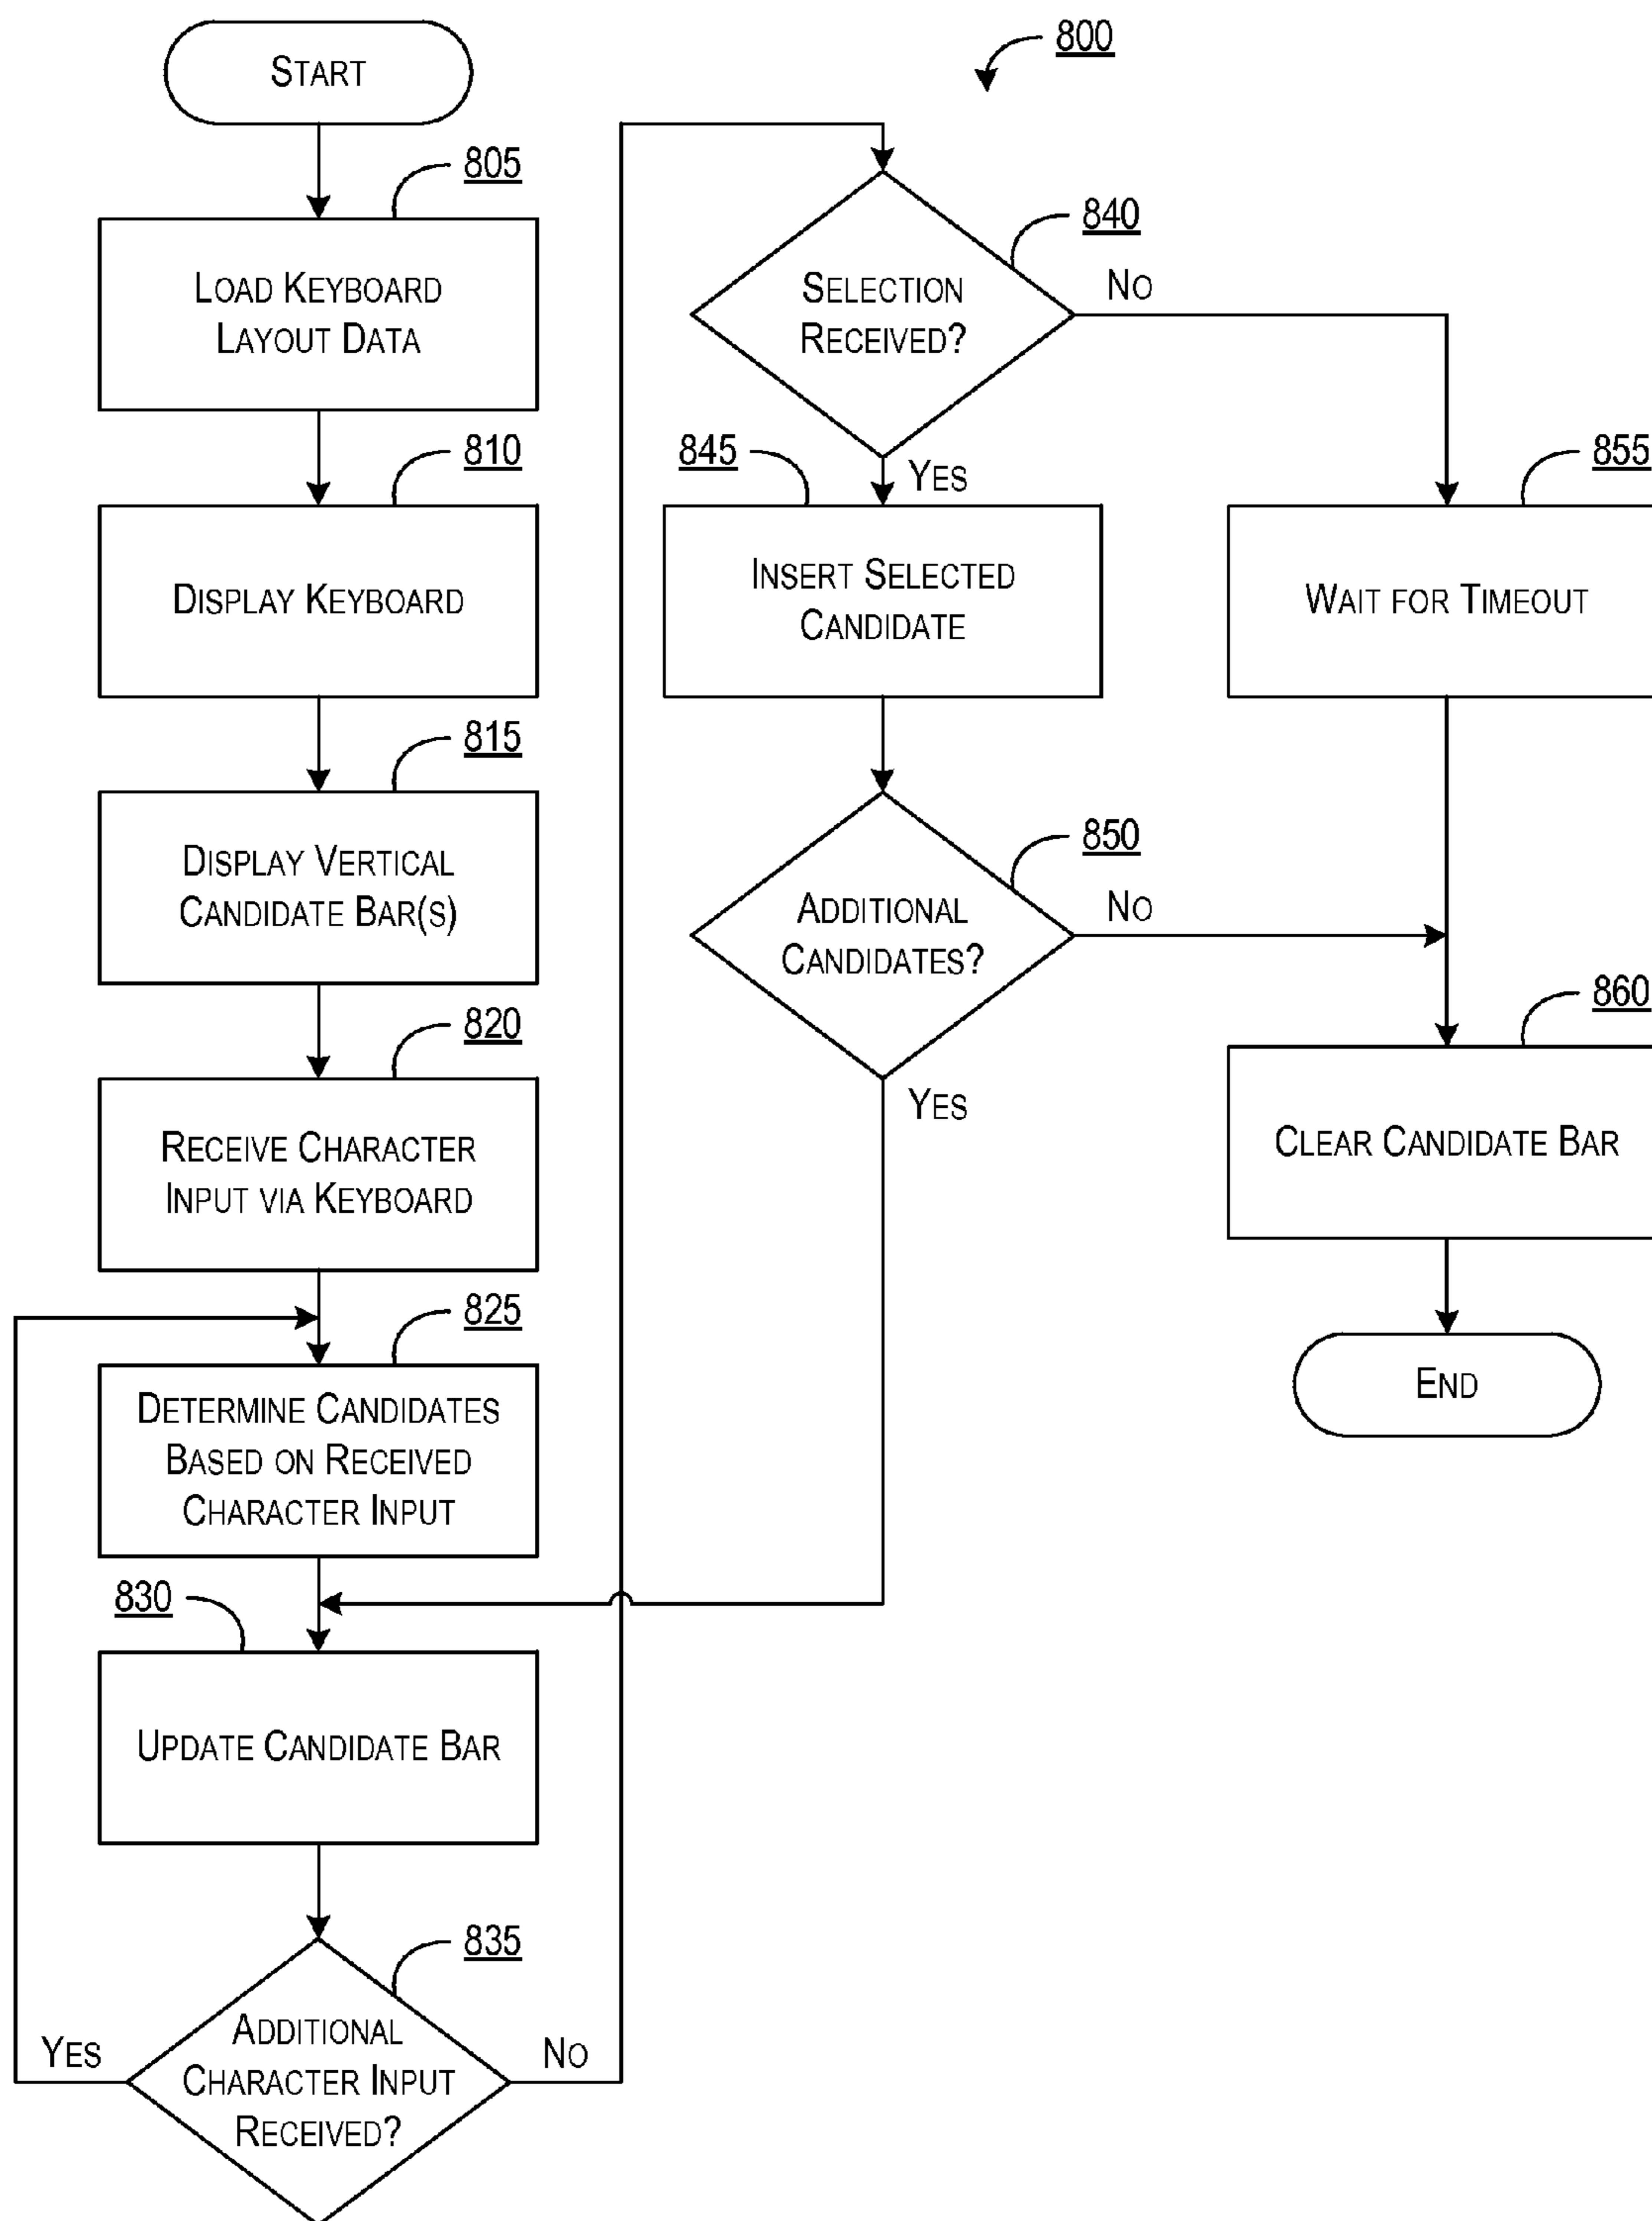 800
START
805
LOAD KEYBOARD
LAYOUT DATA
810
DISPLAY KEYBOARD
815
DISPLAY VERTICAL
CANDIDATE BAR(S)
820
RECEIVE CHARACTER
INPUT VIA KEYBOARD
825
DETERMINE CANDIDATES
BASED ON RECEIVED
CHARACTER INPUT
830
UPDATE CANDIDATE BAR
835
ADDITIONAL
CHARACTER INPUT
RECEIVED?
YES
NO
840
SELECTION
RECEIVED?
NO
YES
845
INSERT SELECTED
CANDIDATE
850
ADDITIONAL
CANDIDATES?
NO
YES
855
WAIT FOR TIMEOUT
860
CLEAR CANDIDATE BAR
END